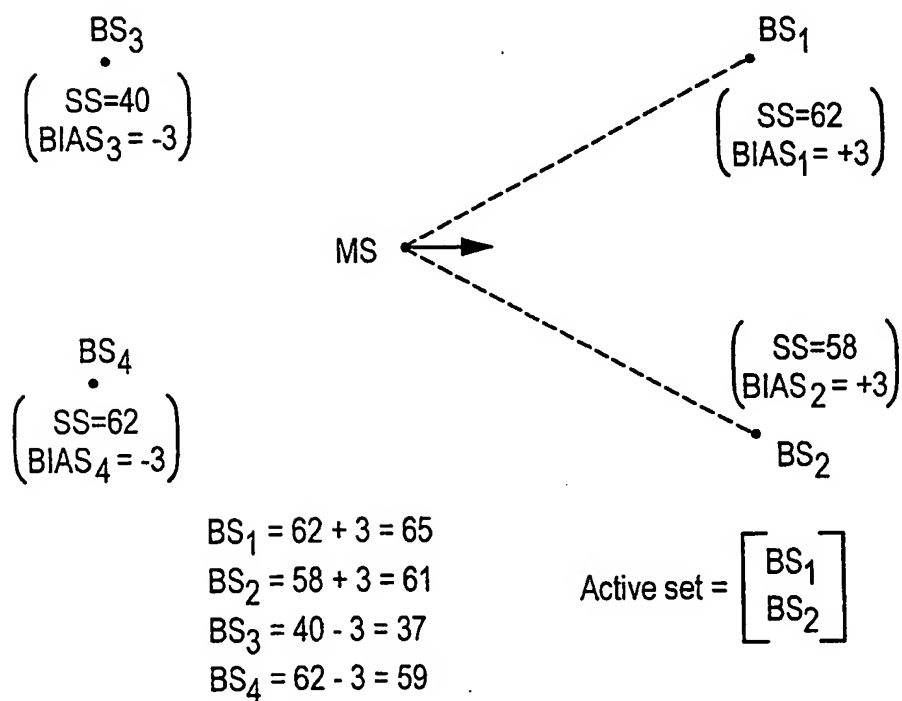 BS₃
(SS=40
BIAS₃ = -3)
BS₁
(SS=62
BIAS₁ = +3)
MS
BS₄
(SS=62
BIAS₄ = -3)
(SS=58
BIAS₂ = +3)
BS₂
BS₁ = 62 + 3 = 65
BS₂ = 58 + 3 = 61
BS₃ = 40 - 3 = 37
BS₄ = 62 - 3 = 59
Active set = [BS₁
BS₂]